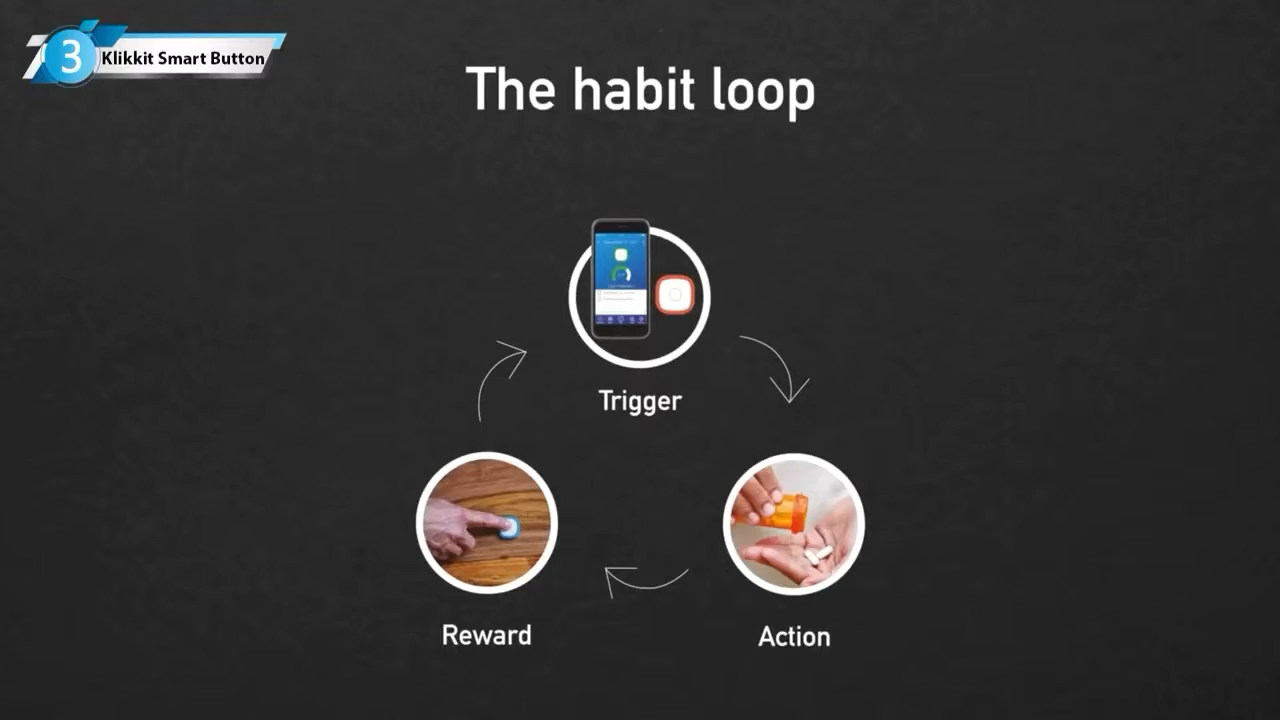 3
Klikkit Smart Button
The habit loop
Trigger
Reward
Action